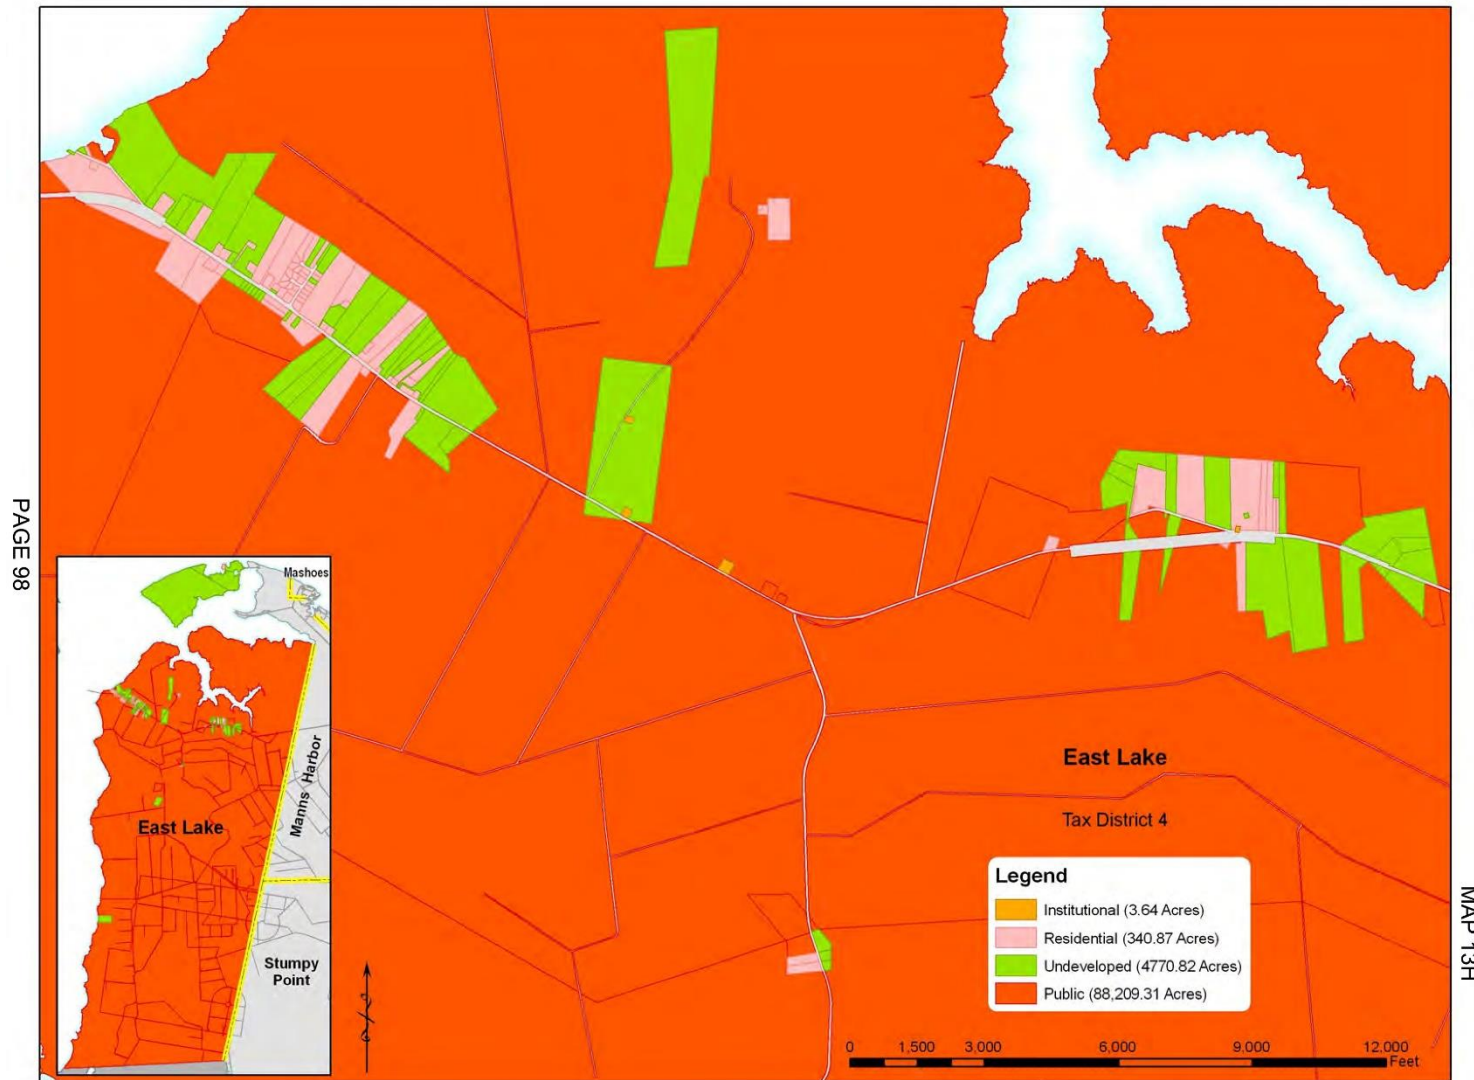 PAGE 98
MAP 13H
Mashoes
Manns Harbor
East Lake
Stumpy
Point
East Lake
Tax District 4
Legend
Institutional (3.64 Acres)
Residential (340.87 Acres)
Undeveloped (4770.82 Acres)
Public (88,209.31 Acres)
0 1,500 3,000 6,000 9,000 12,000
Feet